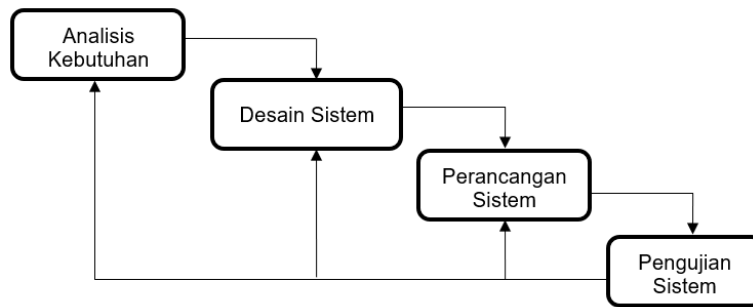 Analisis
Kebutuhan
Desain Sistem
Perancangan
Sistem
Pengujian
Sistem